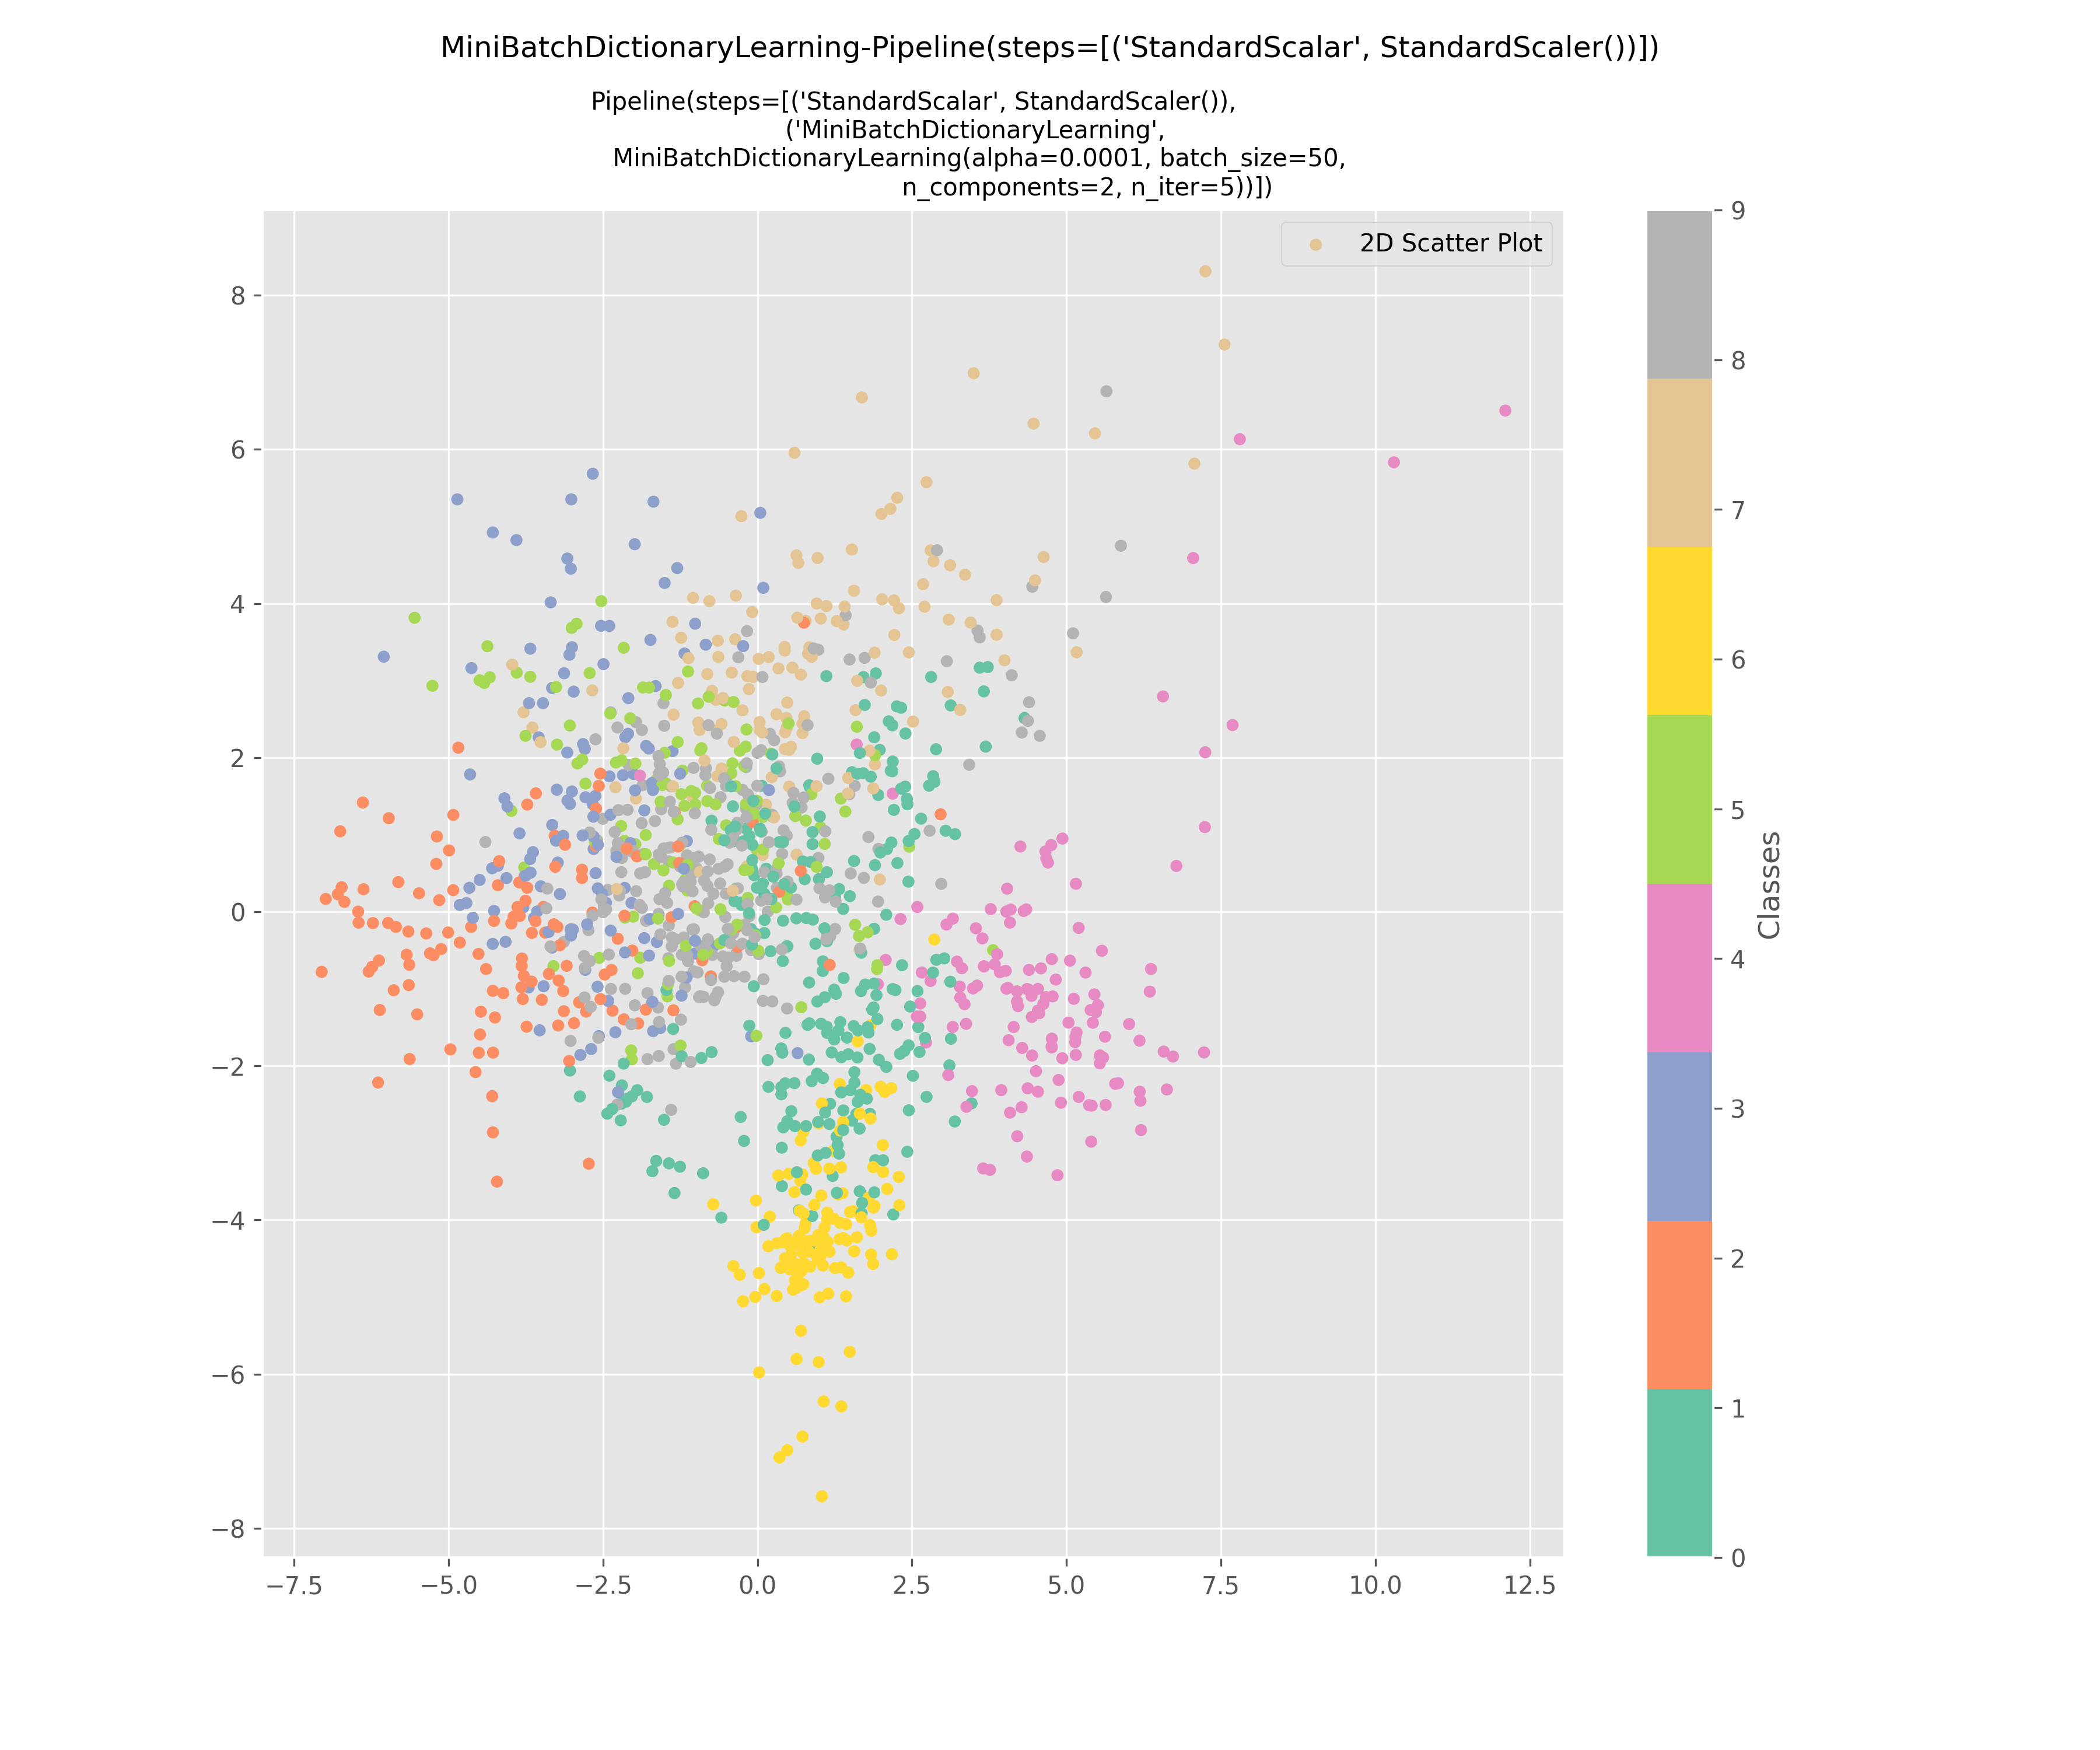 MiniBatchDictionaryLearning-Pipeline(steps=[('StandardScalar', StandardScaler())])
Pipeline(steps=[('StandardScalar', StandardScaler()),
('MiniBatchDictionaryLearning',
MiniBatchDictionaryLearning(alpha=0.0001, batch_size=50,
n_components=2, n_iter=5))])
2D Scatter Plot
8
6
4
2
0
−2
−4
−6
−8
−7.5 −5.0 −2.5 0.0 2.5 5.0 7.5 10.0 12.5
9
8
7
6
5
4
3
2
1
0
Classes